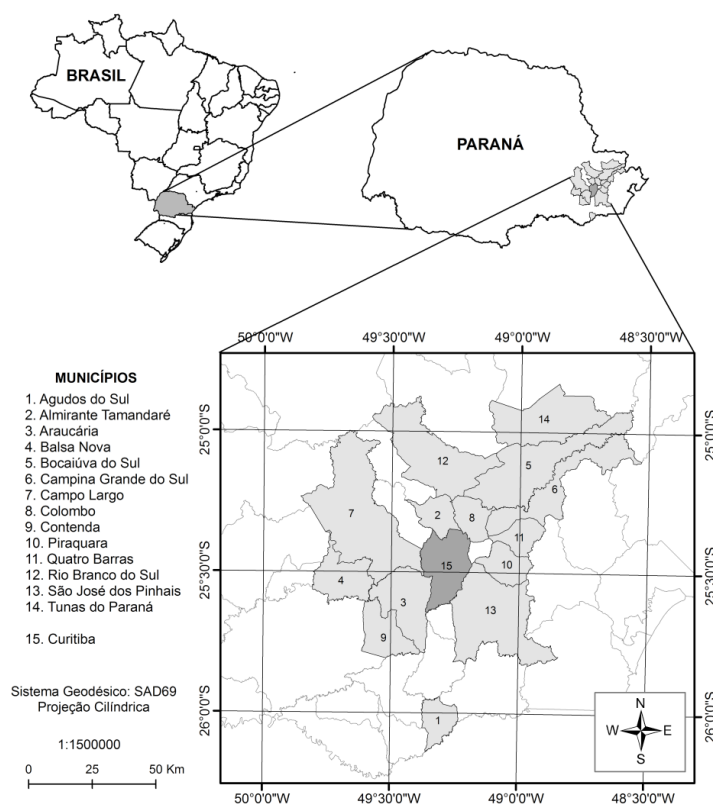 BRASIL
PARANÁ
50°0'0"W 49°30'0"W 49°0'0"W 48°30'0"W
MUNICÍPIOS
1. Agudos do Sul
2. Almirante Tamandaré
3. Araucária
4. Balsa Nova
5. Bocaiúva do Sul
6. Campina Grande do Sul
7. Campo Largo
8. Colombo
9. Contenda
10. Piraquara
11. Quatro Barras
12. Rio Branco do Sul
13. São José dos Pinhais
14. Tunas do Paraná
15. Curitiba
Sistema Geodésico: SAD69
Projeção Cilíndrica
1:1500000
0 25 50 Km
25°0'0"S
25°30'0"S
26°0'0"S
14
12
5
6
7
2
8
11
15
10
4
3
13
9
1
25°0'0"S
25°30'0"S
26°0'0"S
N
W E
S
50°0'0"W 49°30'0"W 49°0'0"W 48°30'0"W